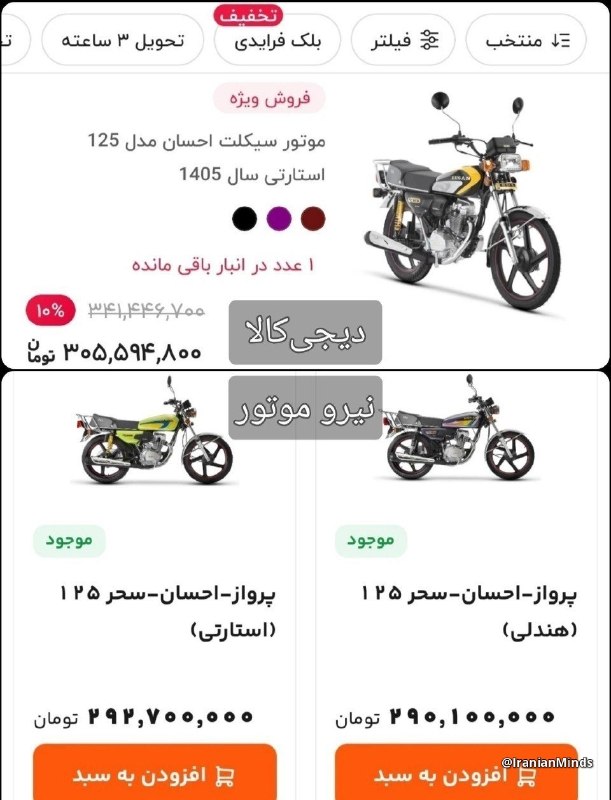 منتخب
فیلتر
تخفیف
بلک فرایدی
تحویل ۳ ساعته
فروش ویژه
موتور سیکلت احسان مدل 125
استارتی سال 1405
۱ عدد در انبار باقی مانده
۳۴۱,۴۴۶,۷۰۰ ۱۰%
۳۰۵,۵۹۴,۸۰۰ تومان
دیجی‌کالا
نیرو موتور
موجود
پرواز-احسان-سحر ۱۲۵
(هندلی)
۲۹۰,۱۰۰,۰۰۰ تومان
افزودن به سبد
موجود
پرواز-احسان-سحر ۱۲۵
(استارتی)
۲۹۲,۷۰۰,۰۰۰ تومان
افزودن به سبد
@IranianMinds